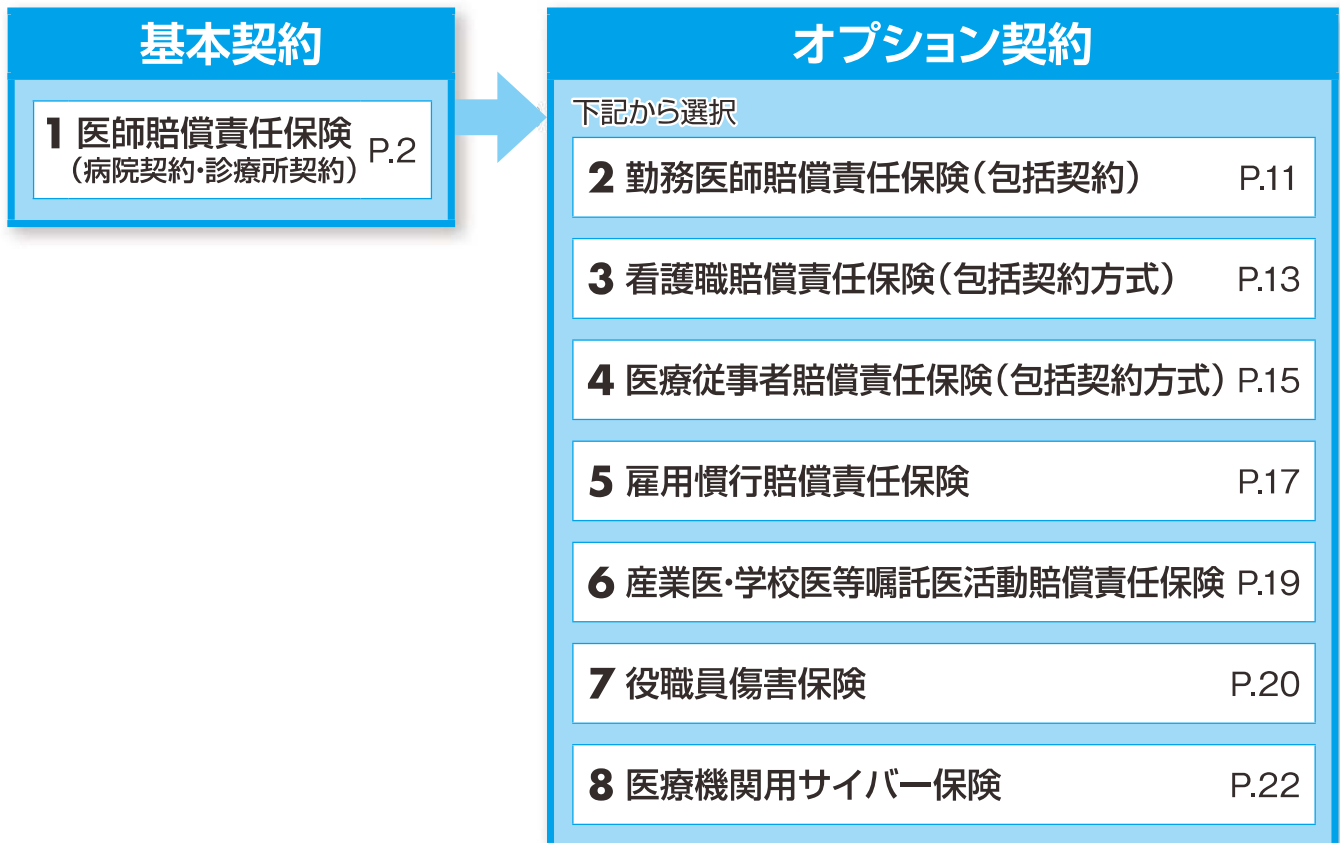 基本契約
1 医師賠償責任保険
(病院契約・診療所契約) P.2
オプション契約
下記から選択
2 勤務医師賠償責任保険(包括契約) P.11
3 看護職賠償責任保険(包括契約方式) P.13
4 医療従事者賠償責任保険(包括契約方式) P.15
5 雇用慣行賠償責任保険 P.17
6 産業医・学校医等嘱託医活動賠償責任保険 P.19
7 役職員傷害保険 P.20
8 医療機関用サイバー保険 P.22